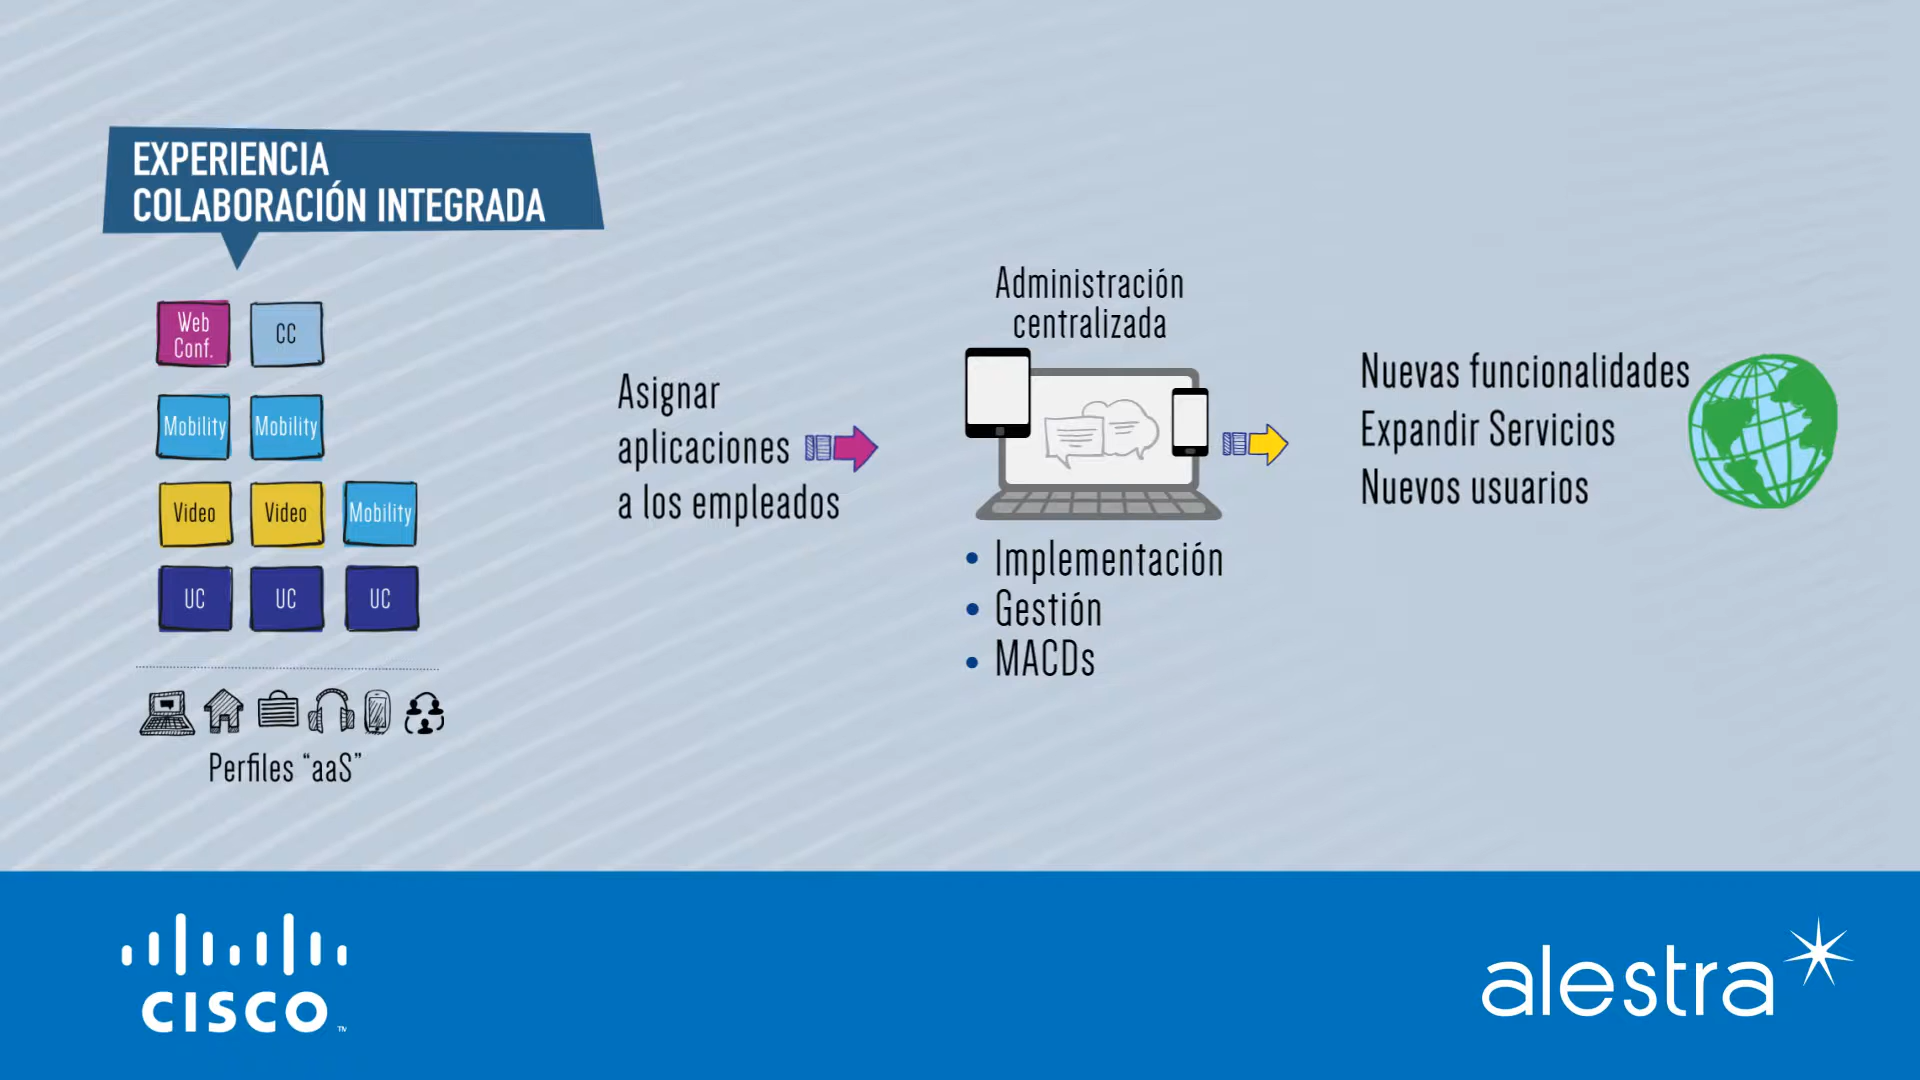 EXPERIENCIA
COLABORACIÓN INTEGRADA
Web
Conf.
CC
Mobility
Mobility
Video
Video
Mobility
UC
UC
UC
Perfiles “aaS”
Asignar
aplicaciones
a los empleados
Administración
centralizada
• Implementación
• Gestión
• MACDs
Nuevas funcionalidades
Expandir Servicios
Nuevos usuarios
CISCO™
alestra